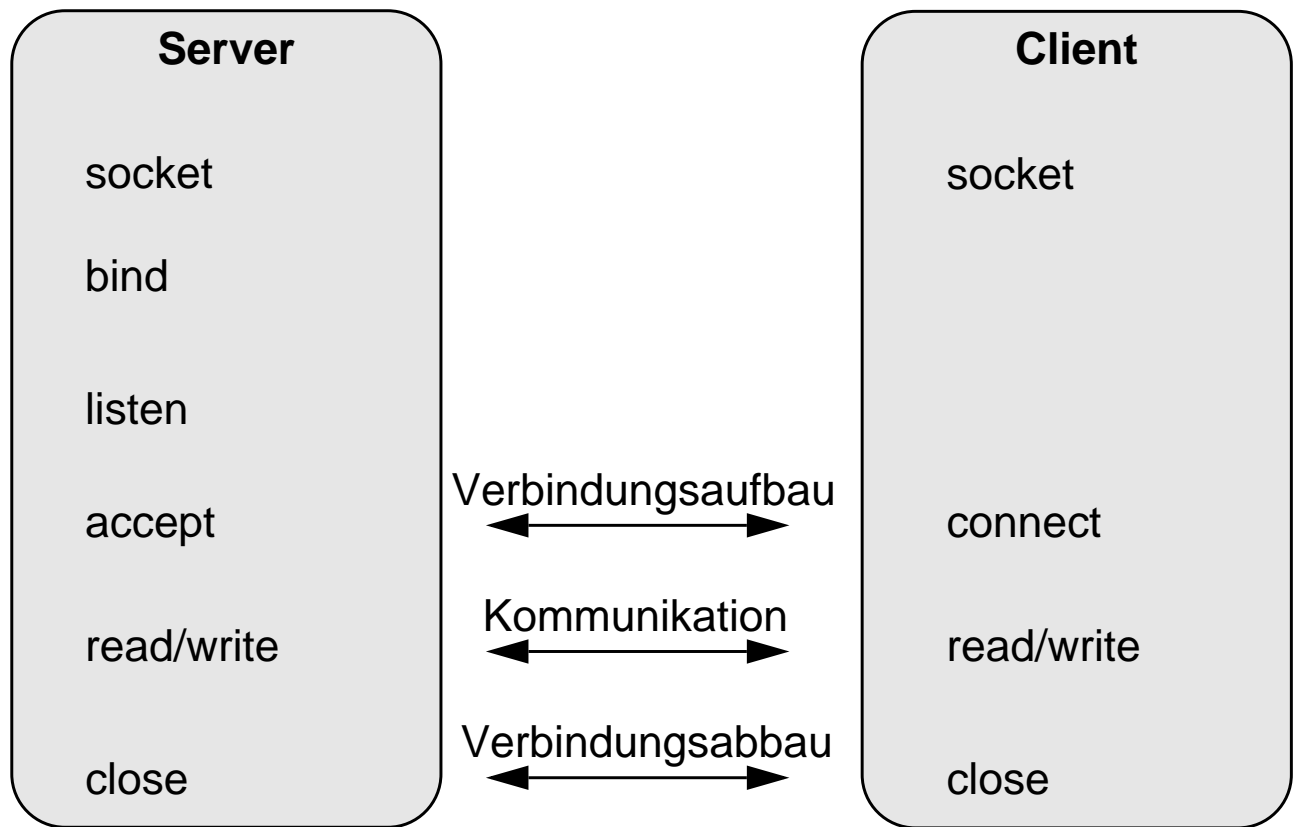 Server
Client
socket
socket
bind
listen
Verbindungsaufbau
accept
connect
Kommunikation
read/write
read/write
Verbindungsabbau
close
close